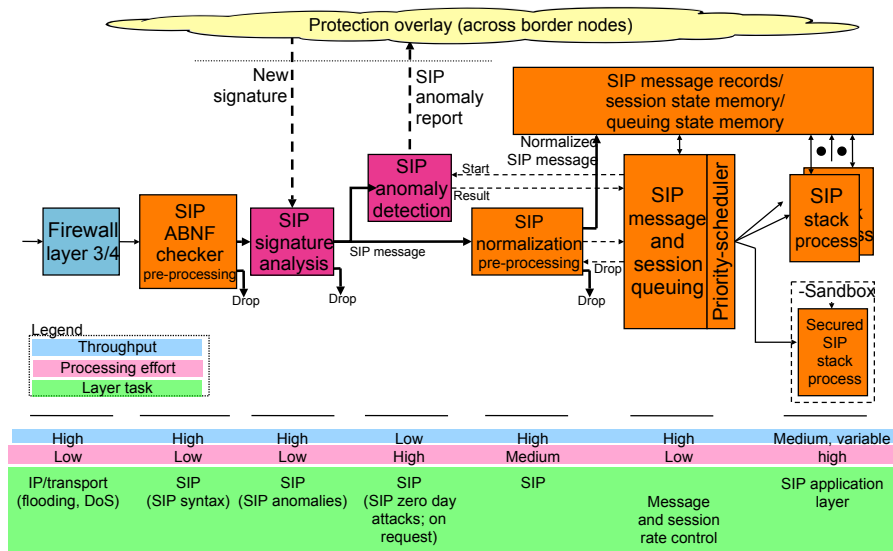 Protection overlay (across border nodes)
New
signature
SIP
anomaly
report
SIP message records/
session state memory/
queuing state memory
Normalized
SIP message
Start
Result
SIP
anomaly
detection
Firewall
layer 3/4
SIP
ABNF
checker
pre-processing
SIP
signature
analysis
SIP message
SIP
normalization
pre-processing
SIP
message
and
session
queuing
Priority-scheduler
SIP
stack
process
Drop
Drop
Drop
Drop
-Sandbox
Secured
SIP
stack
process
Legend
Throughput
Processing effort
Layer task
High High High Low High High Medium, variable
Low Low Low High Medium Low high
IP/transport
(flooding, DoS)
SIP
(SIP syntax)
SIP
(SIP anomalies)
SIP
(SIP zero day
attacks; on
request)
SIP
Message
and session
rate control
SIP application
layer